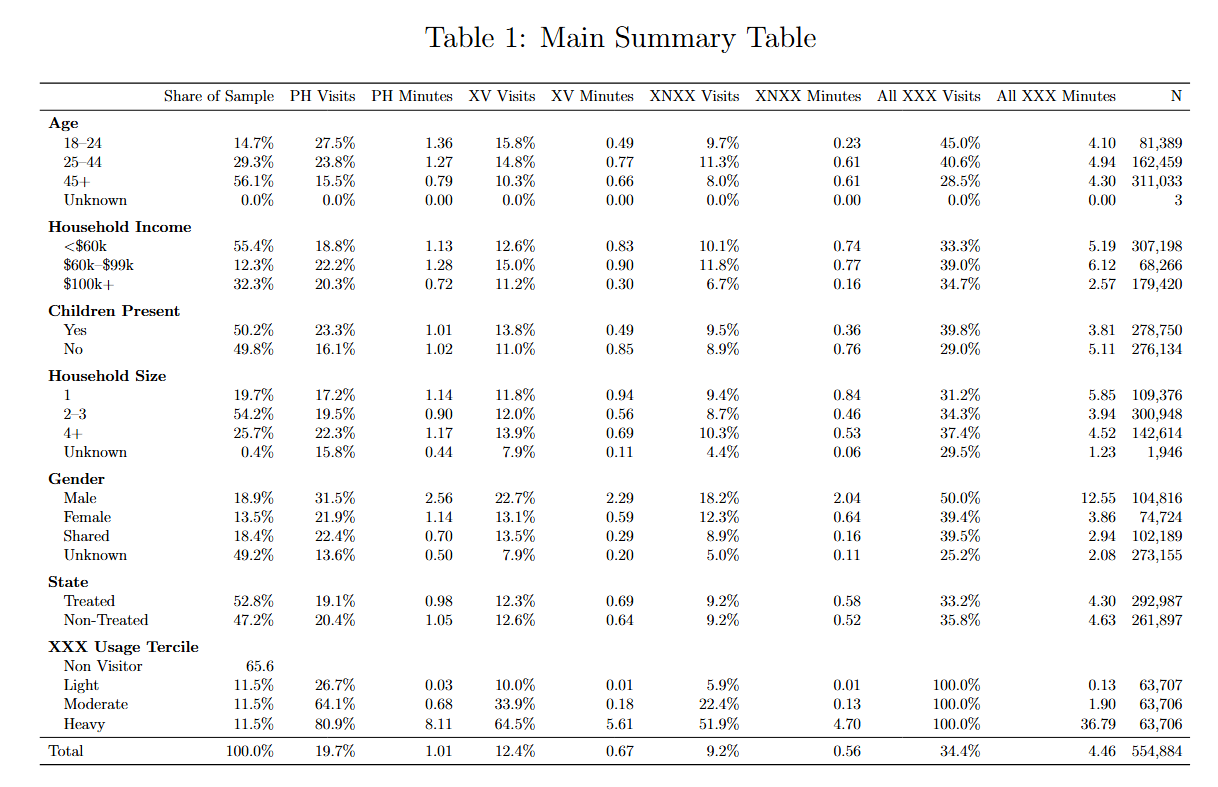 Table 1: Main Summary Table
Share of Sample PH Visits PH Minutes XV Visits XV Minutes XNXX Visits XNXX Minutes All XXX Visits All XXX Minutes N
Age
18–24 14.7% 27.5% 1.36 15.8% 0.49 9.7% 0.23 45.0% 4.10 81,389
25–44 29.3% 23.8% 1.27 14.8% 0.77 11.3% 0.61 40.6% 4.94 162,459
45+ 56.1% 15.5% 0.79 10.3% 0.66 8.0% 0.61 28.5% 4.30 311,033
Unknown 0.0% 0.0% 0.00 0.0% 0.00 0.0% 0.00 0.0% 0.00 3
Household Income
<$60k 55.4% 18.8% 1.13 12.6% 0.83 10.1% 0.74 33.3% 5.19 307,198
$60k–$99k 12.3% 22.2% 1.28 15.0% 0.90 11.8% 0.77 39.0% 6.12 68,266
$100k+ 32.3% 20.3% 0.72 11.2% 0.30 6.7% 0.16 34.7% 2.57 179,420
Children Present
Yes 50.2% 23.3% 1.01 13.8% 0.49 9.5% 0.36 39.8% 3.81 278,750
No 49.8% 16.1% 1.02 11.0% 0.85 8.9% 0.76 29.0% 5.11 276,134
Household Size
1 19.7% 17.2% 1.14 11.8% 0.94 9.4% 0.84 31.2% 5.85 109,376
2–3 54.2% 19.5% 0.90 12.0% 0.56 8.7% 0.46 34.3% 3.94 300,948
4+ 25.7% 22.3% 1.17 13.9% 0.69 10.3% 0.53 37.4% 4.52 142,614
Unknown 0.4% 15.8% 0.44 7.9% 0.11 4.4% 0.06 29.5% 1.23 1,946
Gender
Male 18.9% 31.5% 2.56 22.7% 2.29 18.2% 2.04 50.0% 12.55 104,816
Female 13.5% 21.9% 1.14 13.1% 0.59 12.3% 0.64 39.4% 3.86 74,724
Shared 18.4% 22.4% 0.70 13.5% 0.29 8.9% 0.16 39.5% 2.94 102,189
Unknown 49.2% 13.6% 0.50 7.9% 0.20 5.0% 0.11 25.2% 2.08 273,155
State
Treated 52.8% 19.1% 0.98 12.3% 0.69 9.2% 0.58 33.2% 4.30 292,987
Non-Treated 47.2% 20.4% 1.05 12.6% 0.64 9.2% 0.52 35.8% 4.63 261,897
XXX Usage Tercile
Non Visitor 65.6
Light 11.5% 26.7% 0.03 10.0% 0.01 5.9% 0.01 100.0% 0.13 63,707
Moderate 11.5% 64.1% 0.68 33.9% 0.18 22.4% 0.13 100.0% 1.90 63,706
Heavy 11.5% 80.9% 8.11 64.5% 5.61 51.9% 4.70 100.0% 36.79 63,706
Total 100.0% 19.7% 1.01 12.4% 0.67 9.2% 0.56 34.4% 4.46 554,884